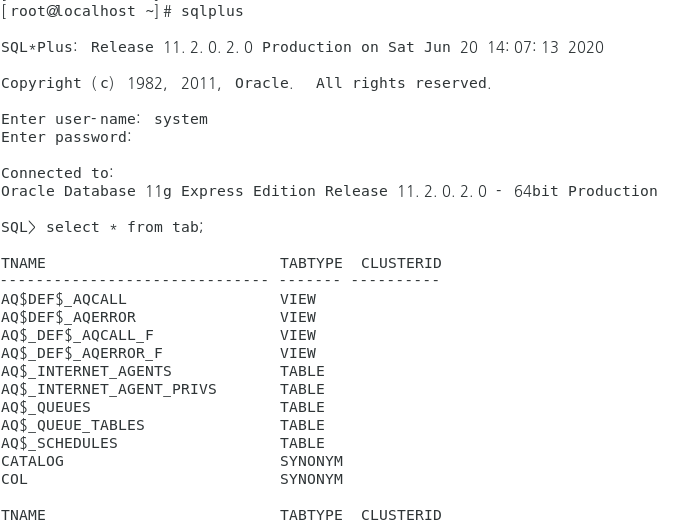 [root@localhost ~]# sqlplus
SQL*Plus: Release 11.2.0.2.0 Production on Sat Jun 20 14:07:13 2020
Copyright (c) 1982, 2011, Oracle.  All rights reserved.
Enter user-name: system
Enter password:
Connected to:
Oracle Database 11g Express Edition Release 11.2.0.2.0 - 64bit Production
SQL> select * from tab;
TNAME                          TABTYPE  CLUSTERID
------------------------------ ------- ----------
AQ$DEF$_AQCALL                 VIEW
AQ$DEF$_AQERROR                VIEW
AQ$_DEF$_AQCALL_F              VIEW
AQ$_DEF$_AQERROR_F             VIEW
AQ$_INTERNET_AGENTS            TABLE
AQ$_INTERNET_AGENT_PRIVS       TABLE
AQ$_QUEUES                     TABLE
AQ$_QUEUE_TABLES               TABLE
AQ$_SCHEDULES                  TABLE
CATALOG                        SYNONYM
COL                            SYNONYM
TNAME                          TABTYPE  CLUSTERID